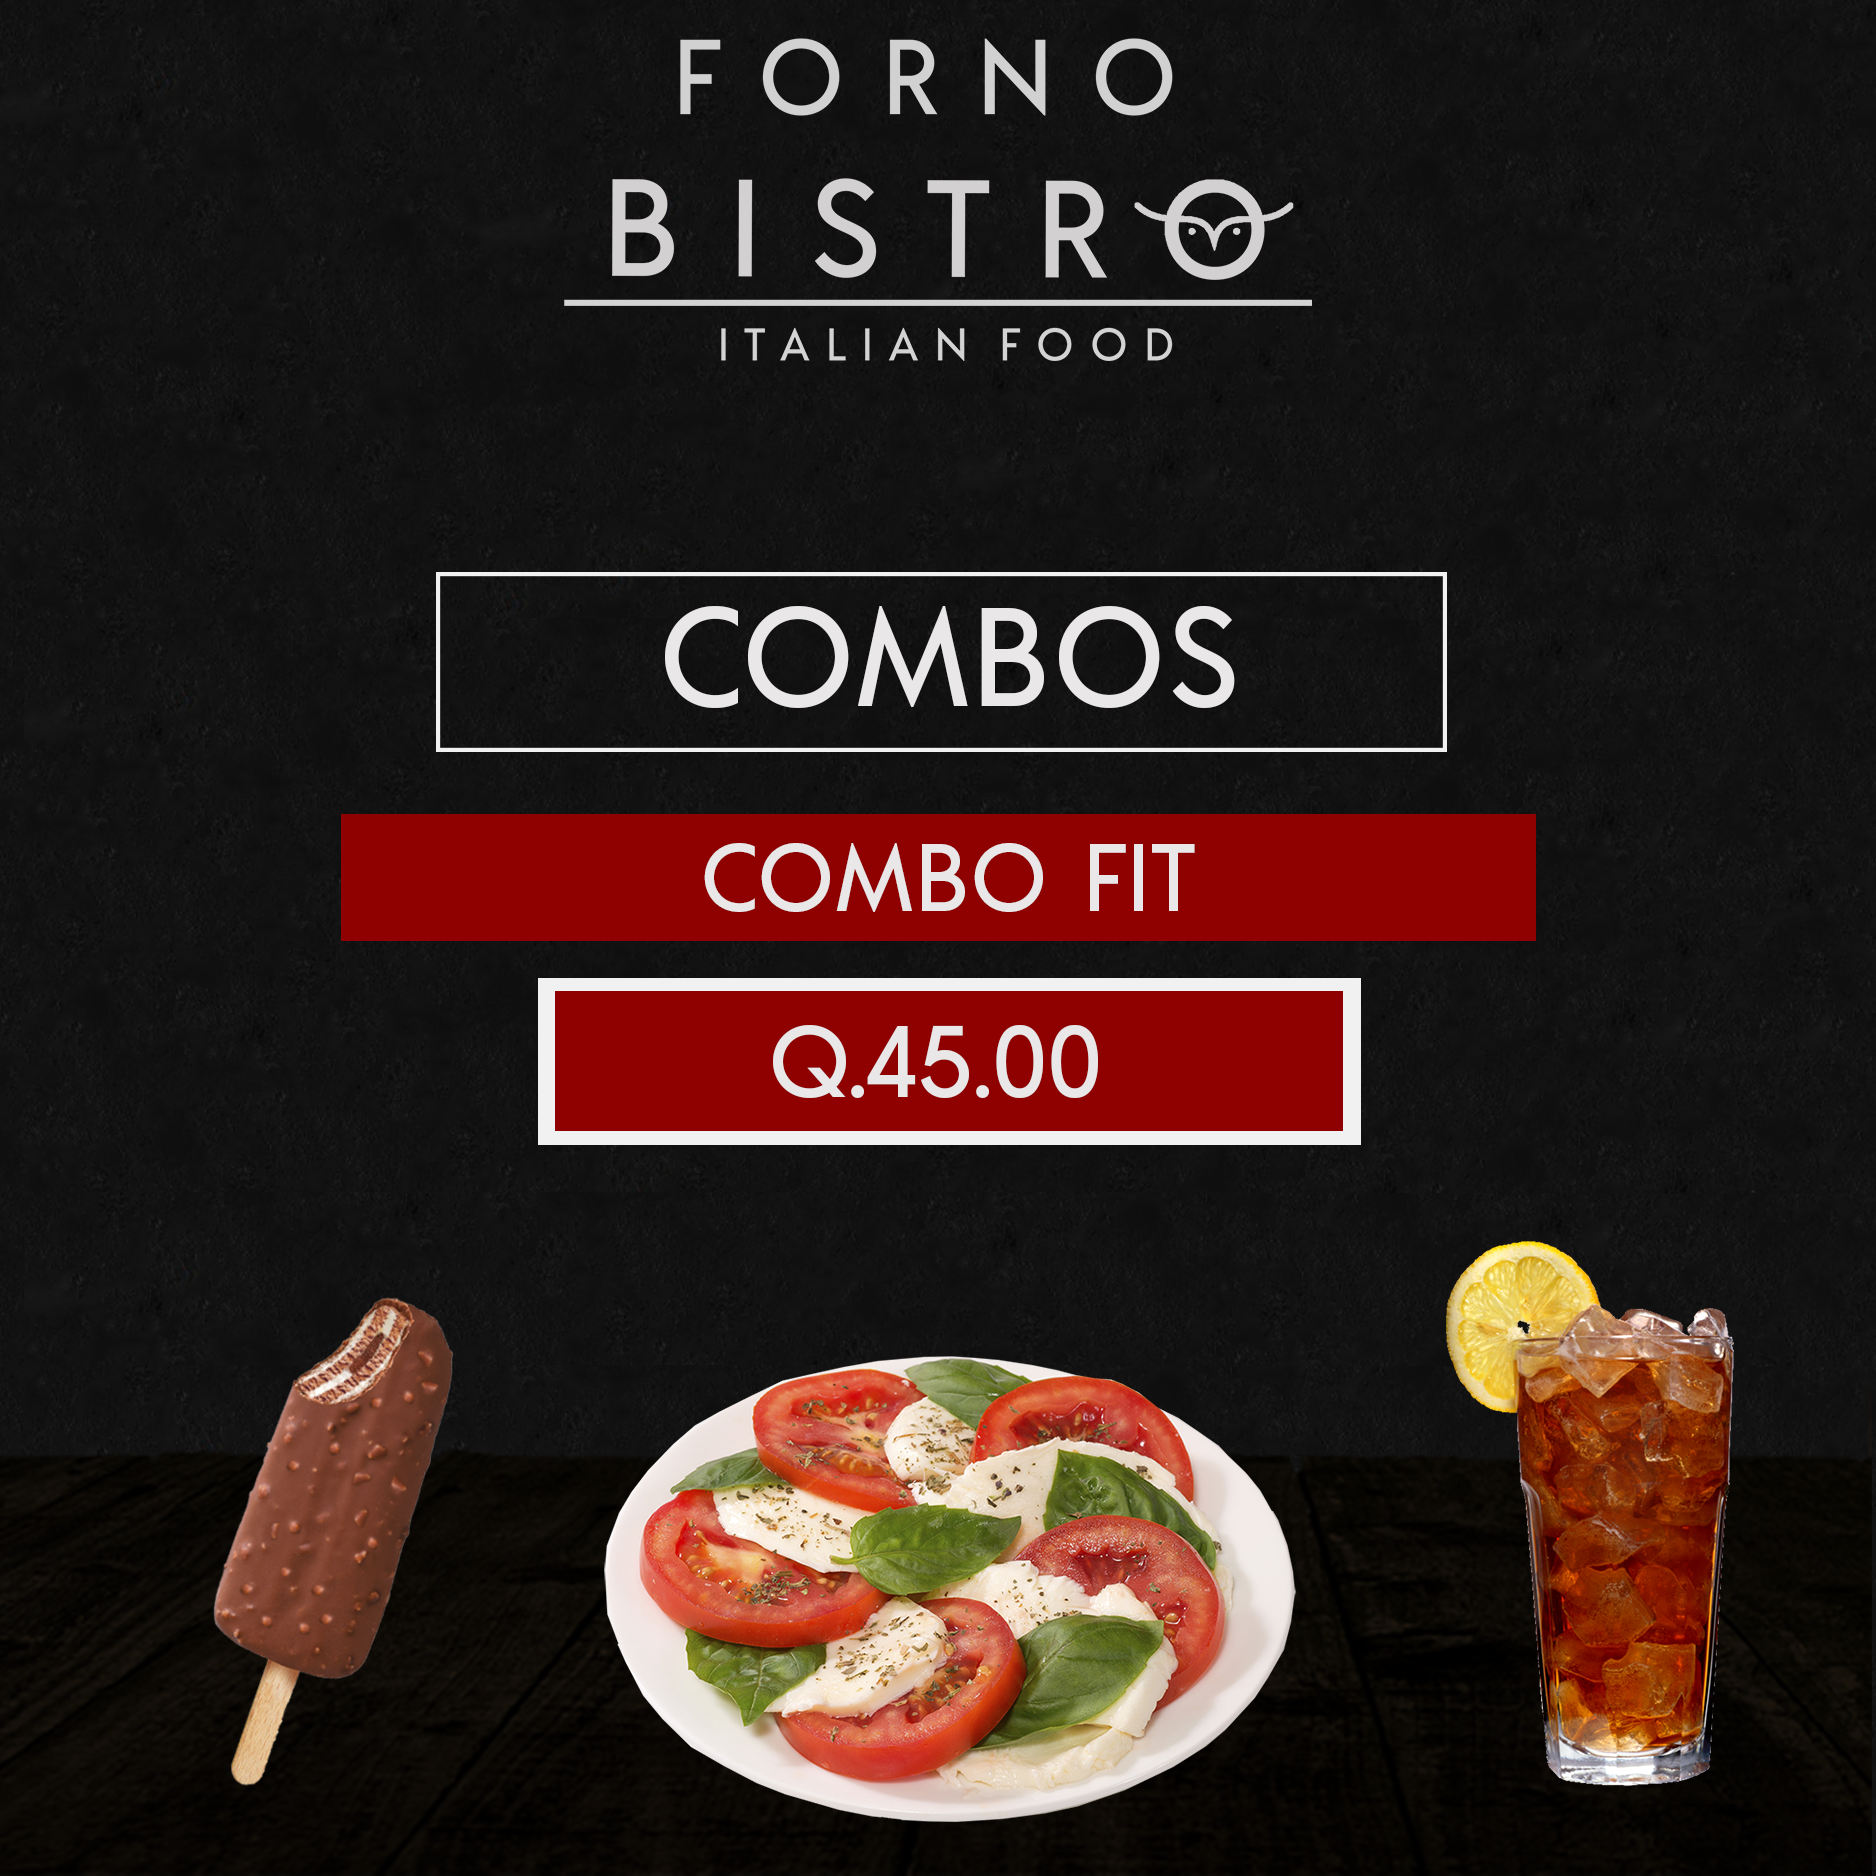 FORNO
BISTRO
ITALIAN FOOD
COMBOS
COMBO FIT
Q.45.00